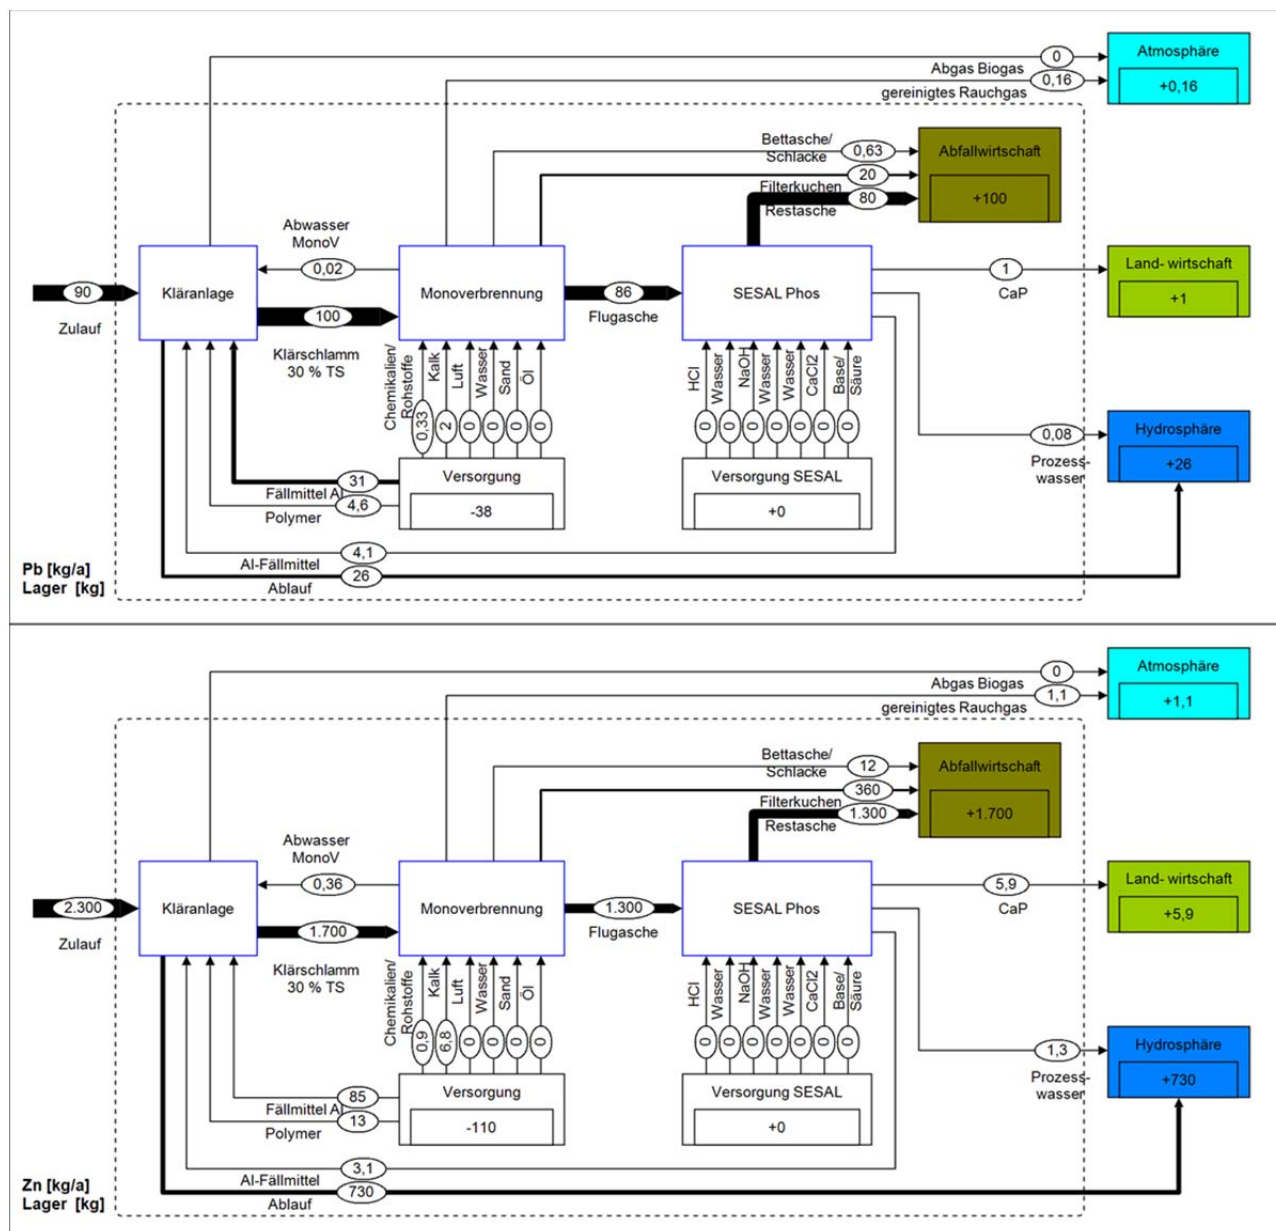 Atmosphäre
+0,16
0
Abgas Biogas
0,16
gereinigtes Rauchgas
Bettasche/
Schlacke
0,63
20
Filterkuchen
80
Restasche
Abfallwirtschaft
+100
Abwasser
MonoV
0,02
90
Zulauf
Kläranlage
100
Klärschlamm
30 % TS
Monoverbrennung
86
Flugasche
SESAL Phos
1
CaP
Land- wirtschaft
+1
Chemikalien/
Rohstoffe
Kalk
Luft
Wasser
Sand
Öl
0,33
2
0
0
0
0
HCl
Wasser
NaOH
Wasser
Wasser
CaCl2
Base/
Säure
0
0
0
0
0
0
0
0,08
Prozess-
wasser
Hydrosphäre
+26
31
Fällmittel Al
4,6
Polymer
Versorgung
-38
Versorgung SESAL
+0
4,1
Al-Fällmittel
26
Ablauf
Pb [kg/a]
Lager [kg]
Atmosphäre
+1,1
0
Abgas Biogas
1,1
gereinigtes Rauchgas
Bettasche/
Schlacke
12
360
Filterkuchen
1.300
Restasche
Abfallwirtschaft
+1.700
Abwasser
MonoV
0,36
2.300
Zulauf
Kläranlage
1.700
Klärschlamm
30 % TS
Monoverbrennung
1.300
Flugasche
SESAL Phos
5,9
CaP
Land- wirtschaft
+5,9
Chemikalien/
Rohstoffe
Kalk
Luft
Wasser
Sand
Öl
0,9
6,8
0
0
0
0
HCl
Wasser
NaOH
Wasser
Wasser
CaCl2
Base/
Säure
0
0
0
0
0
0
0
1,3
Prozess-
wasser
Hydrosphäre
+730
85
Fällmittel Al
13
Polymer
Versorgung
-110
Versorgung SESAL
+0
3,1
Al-Fällmittel
730
Ablauf
Zn [kg/a]
Lager [kg]